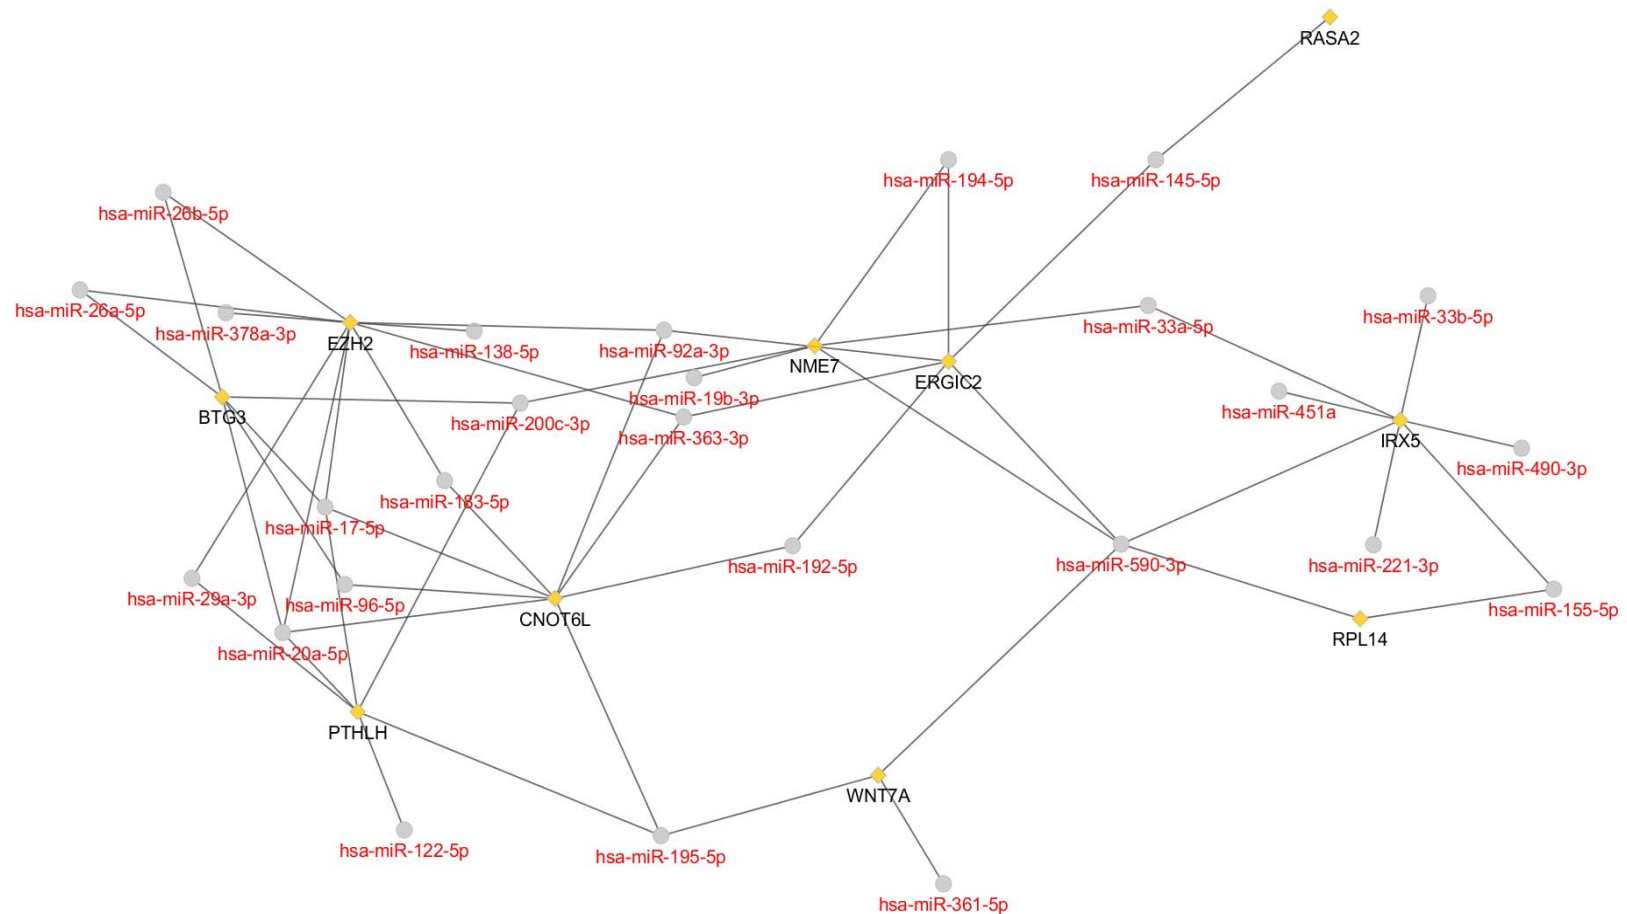 RASA2
hsa-miR-194-5p
hsa-miR-145-5p
hsa-miR-26b-5p
hsa-miR-26a-5p
hsa-miR-378a-3p
EZH2
hsa-miR-138-5p
hsa-miR-92a-3p
NME7
ERGIC2
hsa-miR-33a-5p
hsa-miR-33b-5p
BTG3
hsa-miR-200c-3p
hsa-miR-19b-3p
hsa-miR-363-3p
hsa-miR-451a
IRX5
hsa-miR-490-3p
hsa-miR-183-5p
hsa-miR-17-5p
hsa-miR-192-5p
hsa-miR-590-3p
hsa-miR-221-3p
hsa-miR-29a-3p
hsa-miR-96-5p
CNOT6L
hsa-miR-155-5p
hsa-miR-20a-5p
RPL14
PTHLH
WNT7A
hsa-miR-122-5p
hsa-miR-195-5p
hsa-miR-361-5p